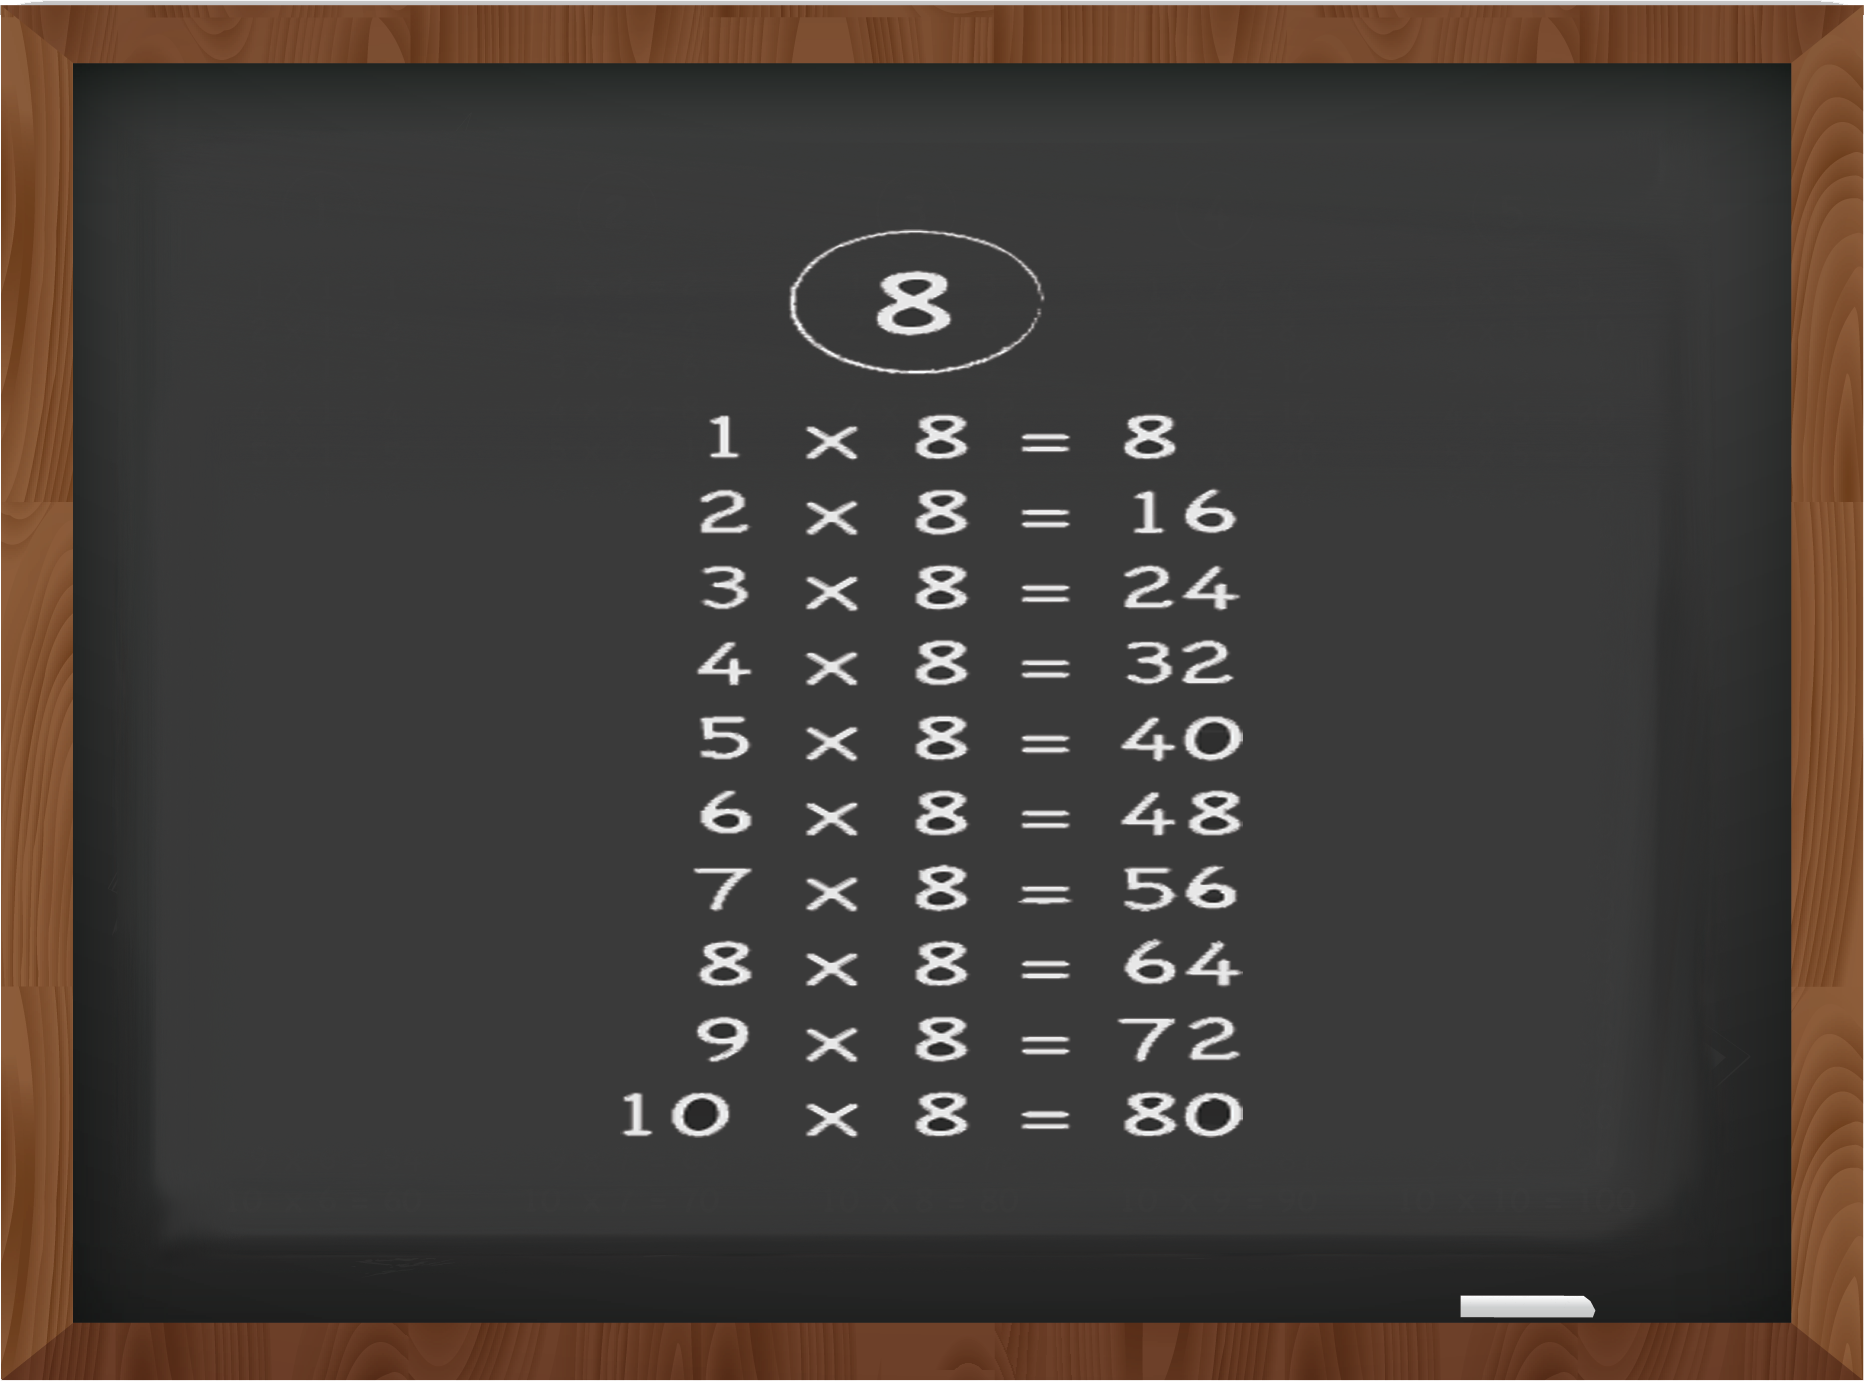 8
1 × 8 = 8
2 × 8 = 16
3 × 8 = 24
4 × 8 = 32
5 × 8 = 40
6 × 8 = 48
7 × 8 = 56
8 × 8 = 64
9 × 8 = 72
10 × 8 = 80